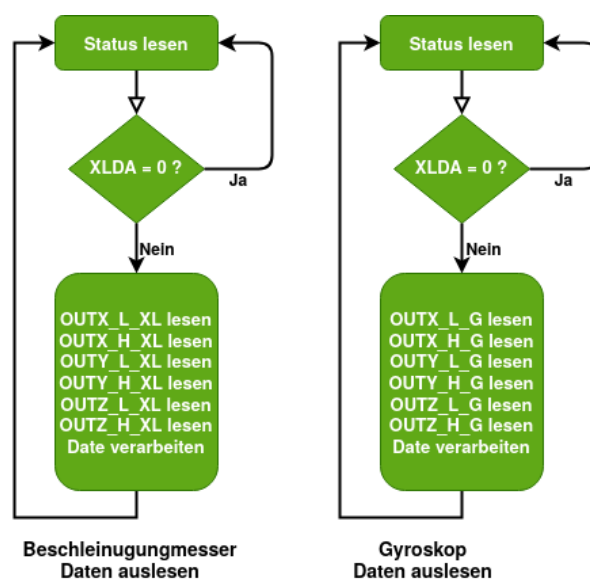 Status lesen
XLDA = 0 ?
Ja
Nein
OUTX_L_XL lesen
OUTX_H_XL lesen
OUTY_L_XL lesen
OUTY_H_XL lesen
OUTZ_L_XL lesen
OUTZ_H_XL lesen
Date verarbeiten
Beschleinugungmesser
Daten auslesen
Status lesen
XLDA = 0 ?
Ja
Nein
OUTX_L_G lesen
OUTX_H_G lesen
OUTY_L_G lesen
OUTY_H_G lesen
OUTZ_L_G lesen
OUTZ_H_G lesen
Date verarbeiten
Gyroskop
Daten auslesen